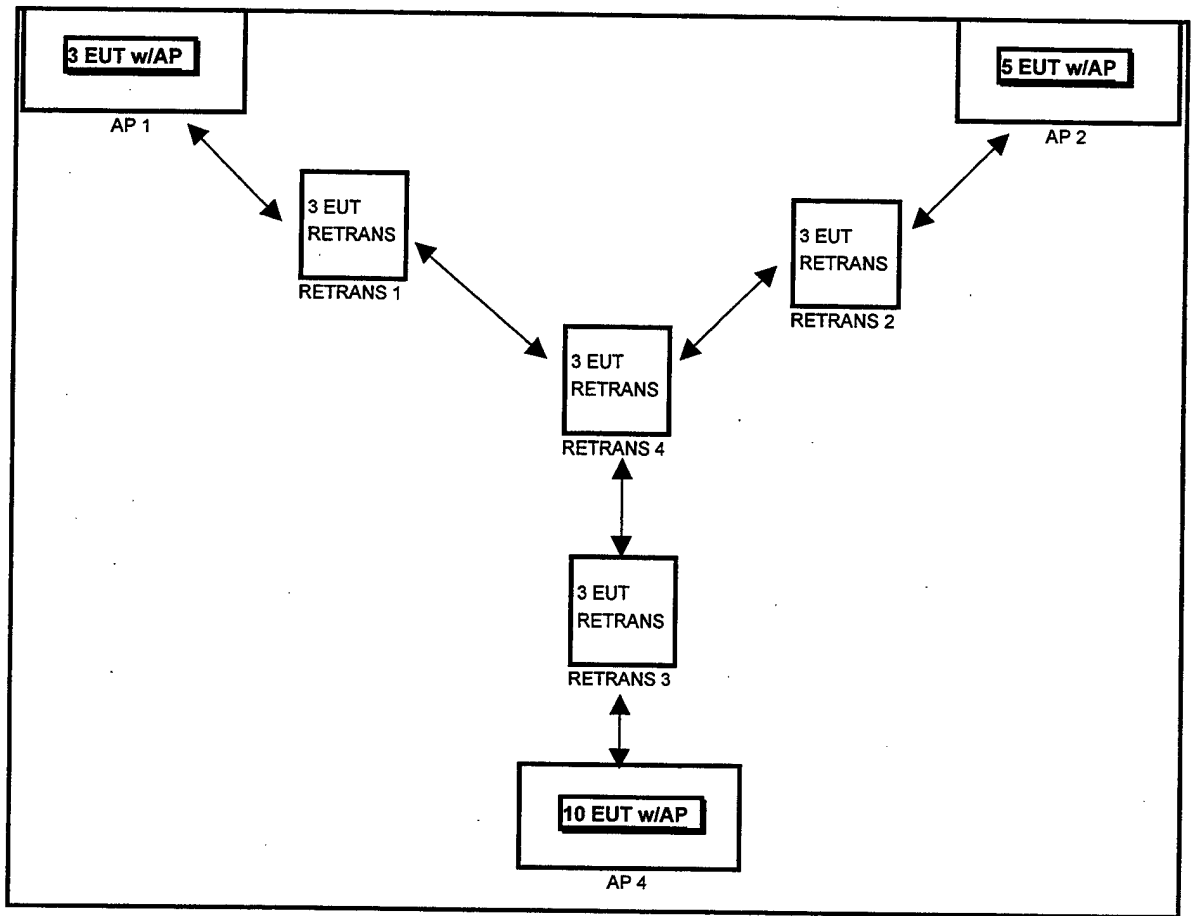 3 EUT w/AP
AP 1
5 EUT w/AP
AP 2
3 EUT
RETRANS
RETRANS 1
3 EUT
RETRANS
RETRANS 2
3 EUT
RETRANS
RETRANS 4
3 EUT
RETRANS
RETRANS 3
10 EUT w/AP
AP 4